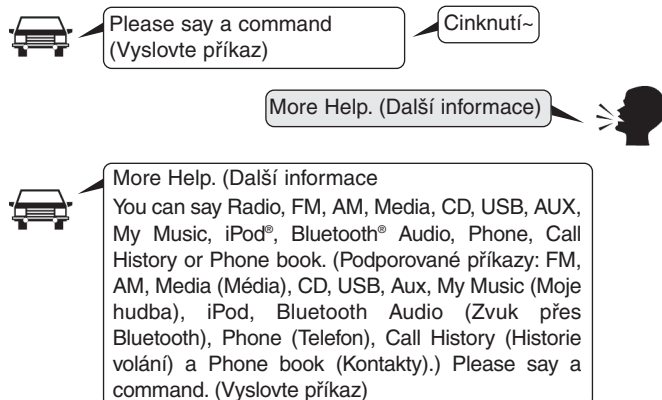 Please say a command
(Vyslovte příkaz)
Cinknutí~
More Help. (Další informace)
More Help. (Další informace
You can say Radio, FM, AM, Media, CD, USB, AUX,
My Music, iPod®, Bluetooth® Audio, Phone, Call
History or Phone book. (Podporované příkazy: FM,
AM, Media (Média), CD, USB, Aux, My Music (Moje
hudba), iPod, Bluetooth Audio (Zvuk přes
Bluetooth), Phone (Telefon), Call History (Historie
volání) a Phone book (Kontakty).) Please say a
command. (Vyslovte příkaz)